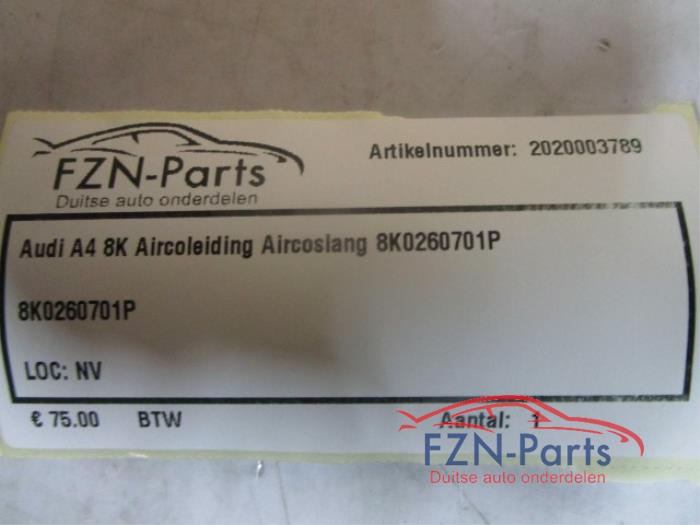 FZN-Parts
Duitse auto onderdelen
Artikelnummer: 2020003789
Audi A4 8K Aircoleiding Aircoslang 8K0260701P
8K0260701P
LOC: NV
€ 75.00 BTW Aantal: 1
FZN-Parts
Duitse auto onderdelen